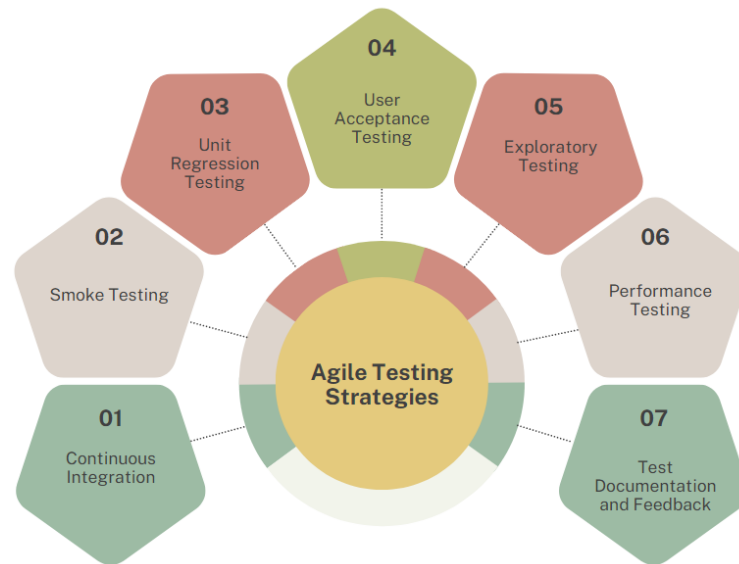 01
Continuous
Integration
02
Smoke Testing
03
Unit
Regression
Testing
04
User
Acceptance
Testing
05
Exploratory
Testing
06
Performance
Testing
07
Test
Documentation
and Feedback
Agile Testing
Strategies